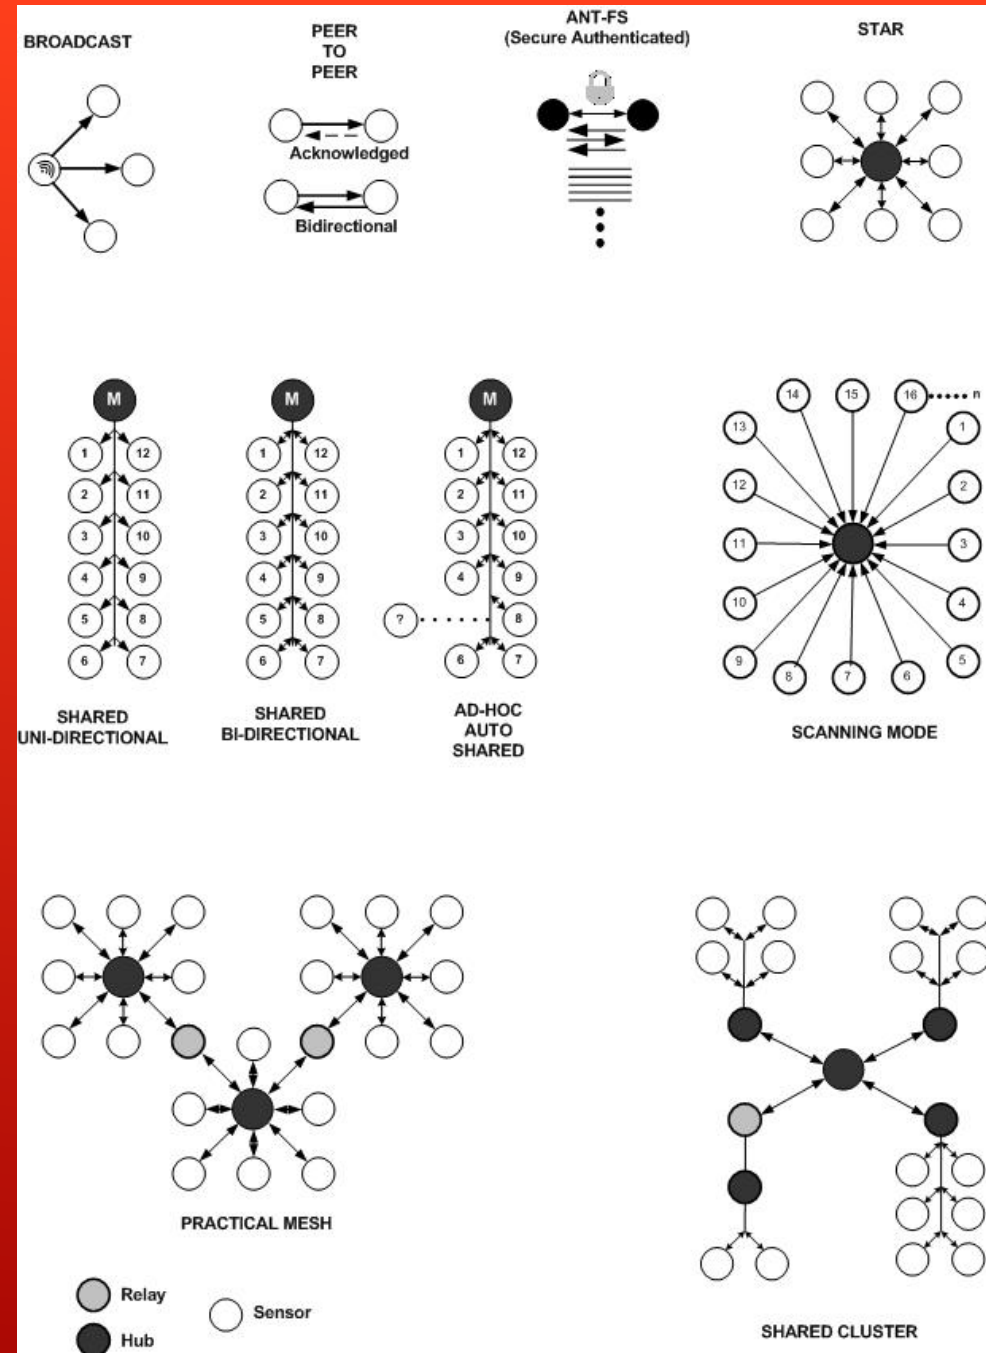 BROADCAST
PEER
TO
PEER
Acknowledged
Bidirectional
ANT-FS
(Secure Authenticated)
STAR
M
1 12
2 11
3 10
4 9
5 8
6 7
SHARED
UNI-DIRECTIONAL
M
1 12
2 11
3 10
4 9
5 8
6 7
SHARED
BI-DIRECTIONAL
M
1 12
2 11
3 10
4 9
? 8
6 7
AD-HOC
AUTO
SHARED
14 15 16 n
13 1
12 2
11 3
10 4
9 5
8 7 6
SCANNING MODE
PRACTICAL MESH
Relay
Sensor
Hub
SHARED CLUSTER